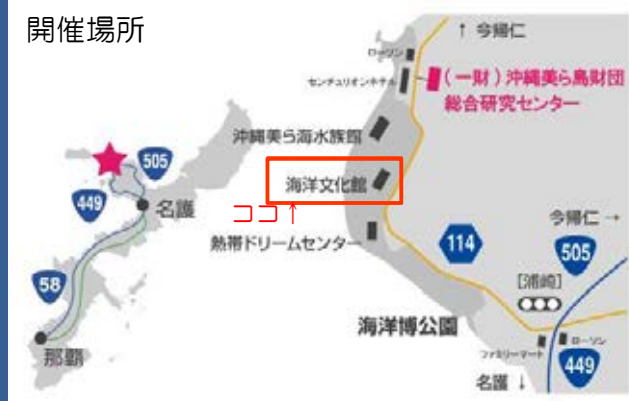 開催場所
↑ 今帰仁
ローソン
センチュリオンホテル
(一財)沖縄美ら島財団
総合研究センター
沖縄美ら海水族館
海洋文化館
ココ↑
熱帯ドリームセンター
505
449
名護
58
那覇
114
今帰仁 →
505
[浦崎]
海洋博公園
ファミリーマート
ローソン
449
名護 ↓